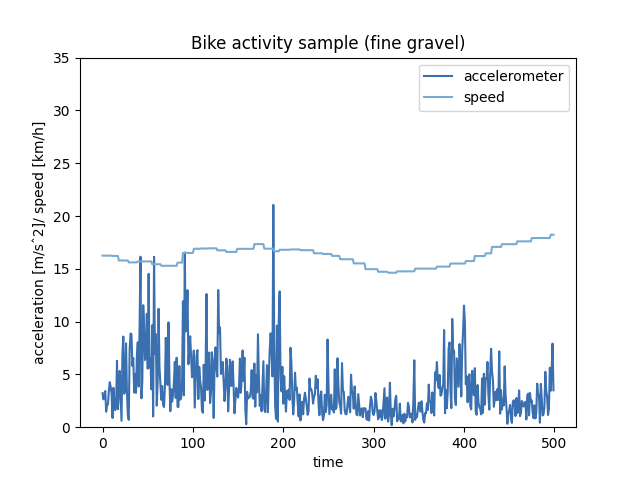 Bike activity sample (fine gravel)
accelerometer
speed
acceleration [m/s^2]/ speed [km/h]
35
30
25
20
15
10
5
0
0 100 200 300 400 500
time